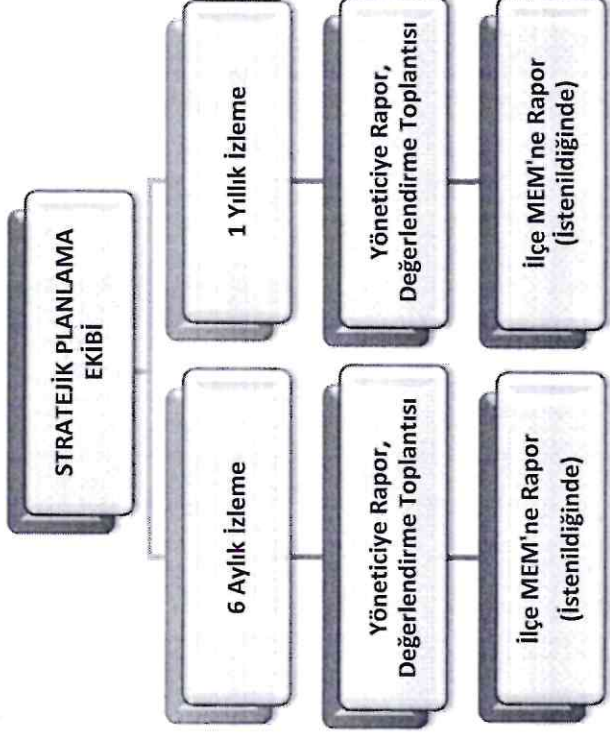 STRATEJİK PLANLAMA
EKİBİ
6 Aylık İzleme
Yöneticiye Rapor,
Değerlendirme Toplantısı
İlçe MEM'ne Rapor
(İstenildiğinde)
1 Yıllık İzleme
Yöneticiye Rapor,
Değerlendirme Toplantısı
İlçe MEM'ne Rapor
(İstenildiğinde)